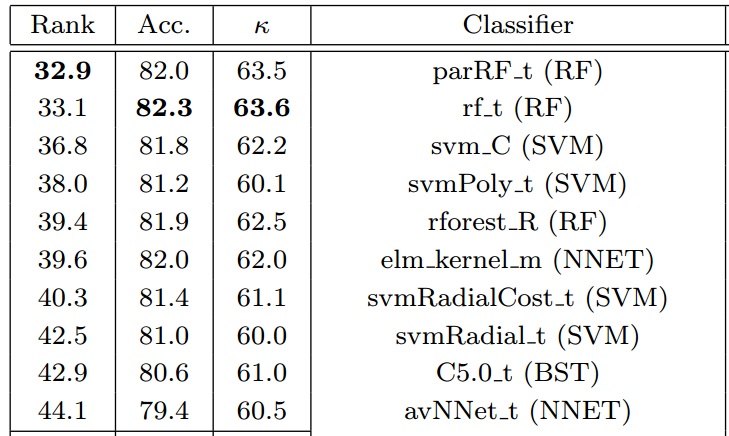 Rank Acc. κ Classifier
32.9 82.0 63.5 parRF_t (RF)
33.1 82.3 63.6 rf_t (RF)
36.8 81.8 62.2 svm_C (SVM)
38.0 81.2 60.1 svmPoly_t (SVM)
39.4 81.9 62.5 rforest_R (RF)
39.6 82.0 62.0 elm_kernel_m (NNET)
40.3 81.4 61.1 svmRadialCost_t (SVM)
42.5 81.0 60.0 svmRadial_t (SVM)
42.9 80.6 61.0 C5.0_t (BST)
44.1 79.4 60.5 avNNet_t (NNET)